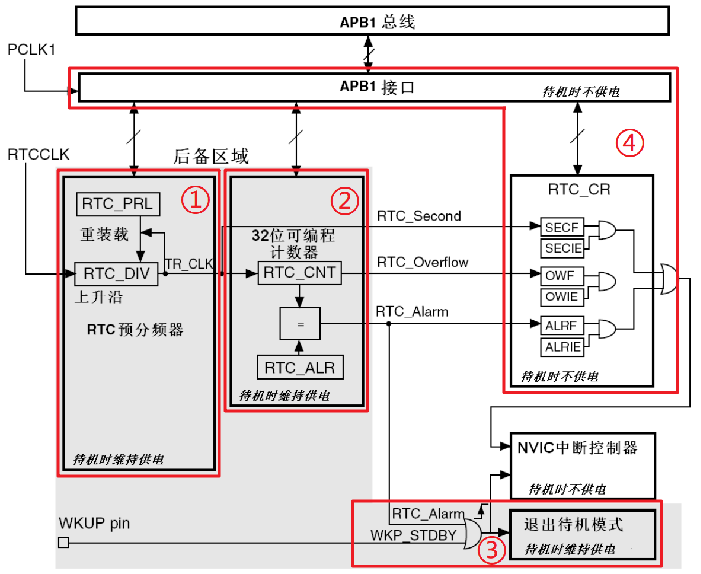 APB1 总线
PCLK1
APB1 接口
待机时不供电
RTCCLK
后备区域
④
①
②
RTC_CR
RTC_PRL
重装载
32位可编程
计数器
RTC_Second
SECF
SECIE
TR_CLK
RTC_DIV
RTC_CNT
RTC_Overflow
OWF
OWIE
上升沿
RTC预分频器
=
RTC_Alarm
ALRF
ALRIE
RTC_ALR
待机时不供电
待机时维持供电
待机时维持供电
NVIC中断控制器
待机时不供电
RTC_Alarm
WKUP pin
WKP_STDBY
③
退出待机模式
待机时维持供电